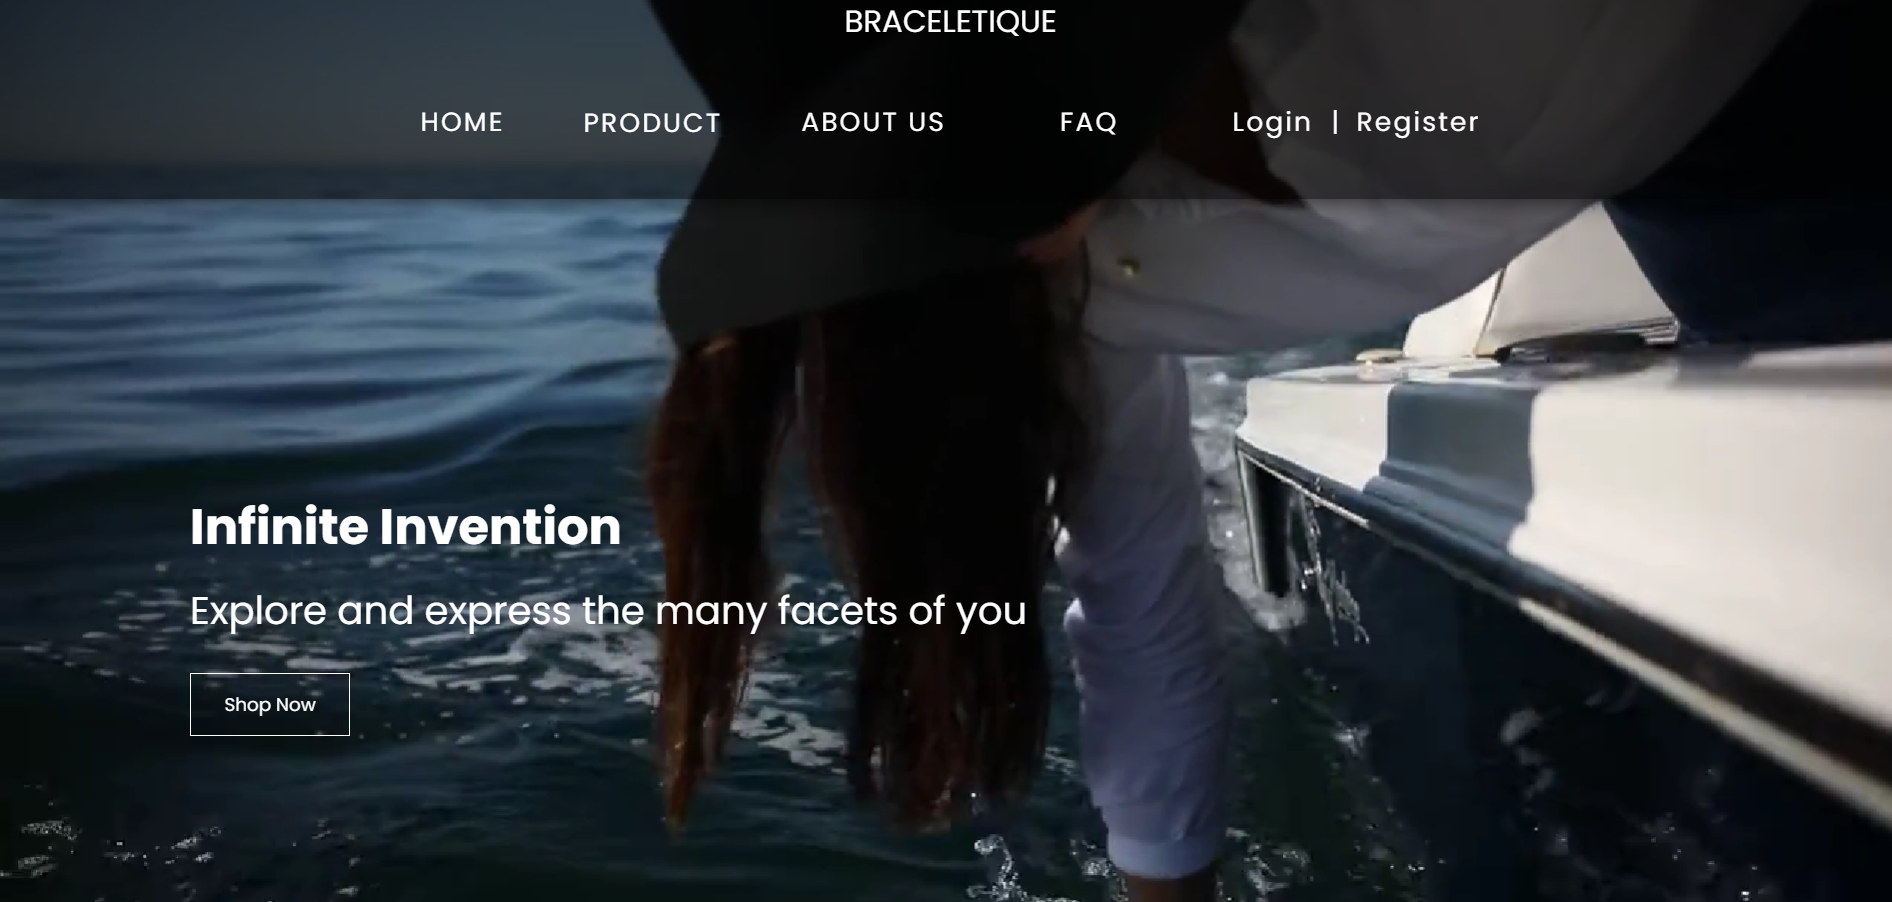 BRACELETIQUE
HOME PRODUCT ABOUT US FAQ Login | Register
Infinite Invention
Explore and express the many facets of you
Shop Now